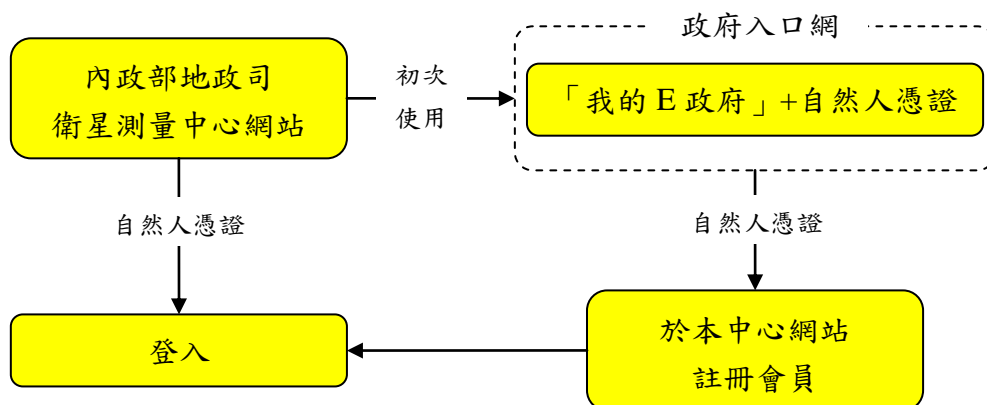 內政部地政司
衛星測量中心網站
初次
使用
政府入口網
「我的 E 政府」+自然人憑證
自然人憑證
自然人憑證
登入
於本中心網站
註冊會員